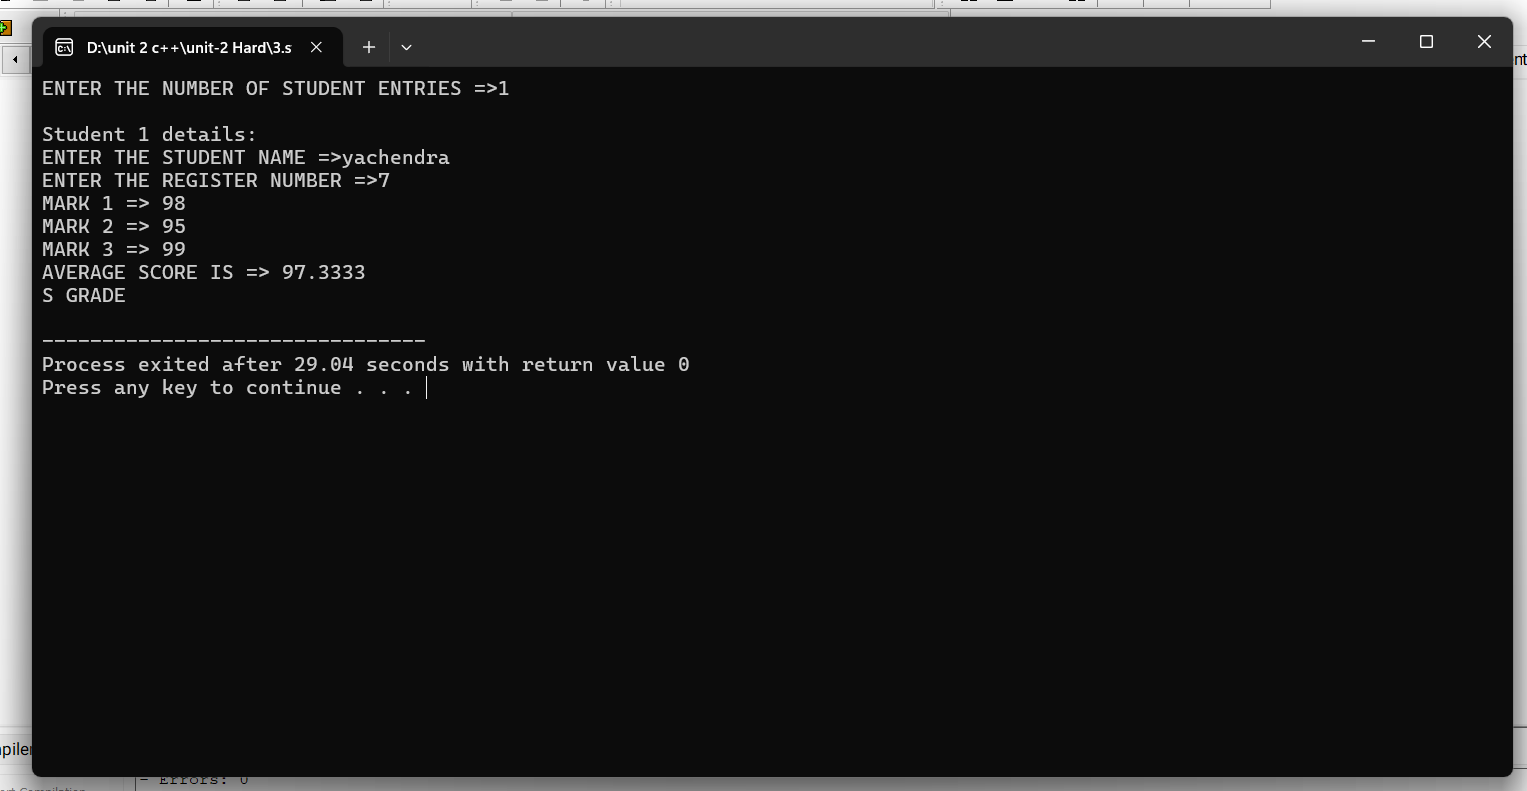 nt
D:\unit 2 c++\unit-2 Hard\3.s
ENTER THE NUMBER OF STUDENT ENTRIES =>1
Student 1 details:
ENTER THE STUDENT NAME =>yachendra
ENTER THE REGISTER NUMBER =>7
MARK 1 => 98
MARK 2 => 95
MARK 3 => 99
AVERAGE SCORE IS => 97.3333
S GRADE
--------------------------------
Process exited after 29.04 seconds with return value 0
Press any key to continue . . .
piler
- Errors: 0